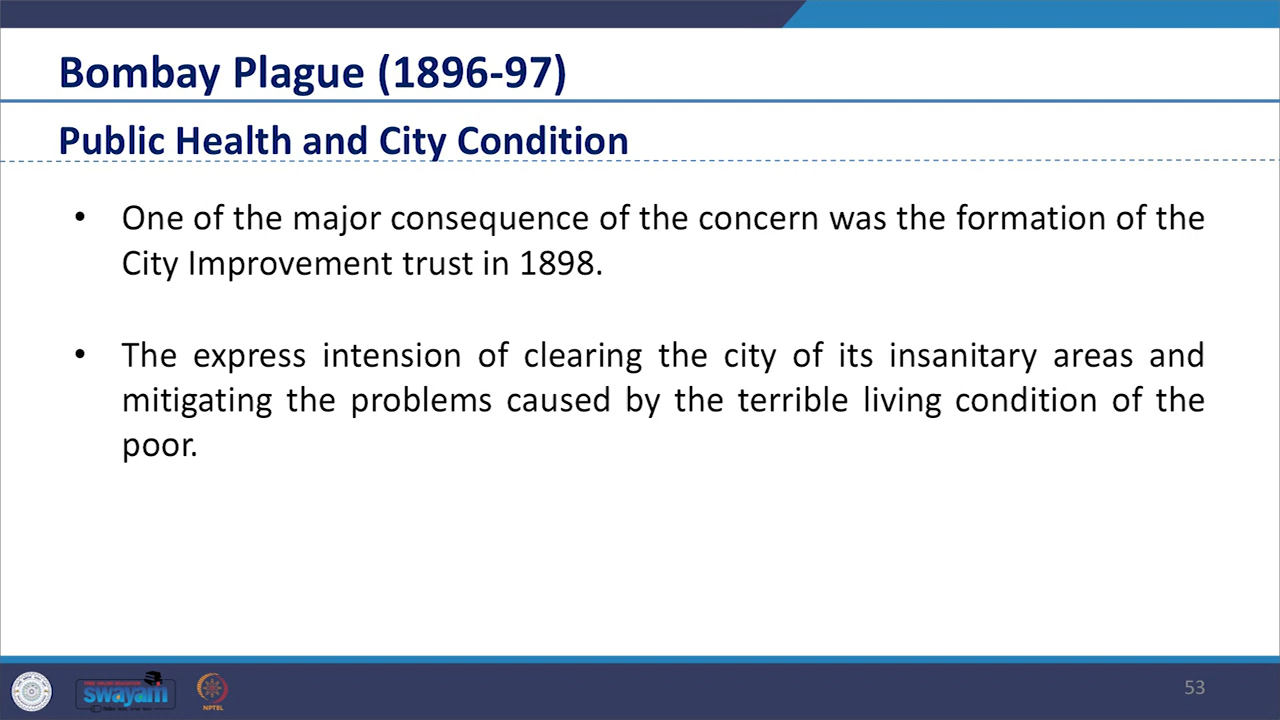 Bombay Plague (1896-97)
Public Health and City Condition
• One of the major consequence of the concern was the formation of the
City Improvement trust in 1898.
• The express intension of clearing the city of its insanitary areas and
mitigating the problems caused by the terrible living condition of the
poor.
swayam
NPTEL
53